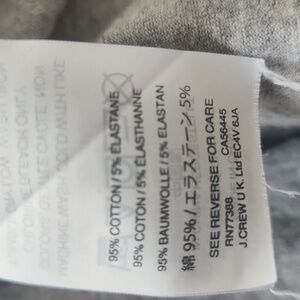 95% COTTON / 5% ELASTANE
95% COTON / 5% ÉLASTHANNE
95% BAUMWOLLE / 5% ELASTAN
綿 95% / エラステーン 5%
SEE REVERSE FOR CARE
CA56445
RN77388
J. CREW U K. Ltd EC4V 6JA